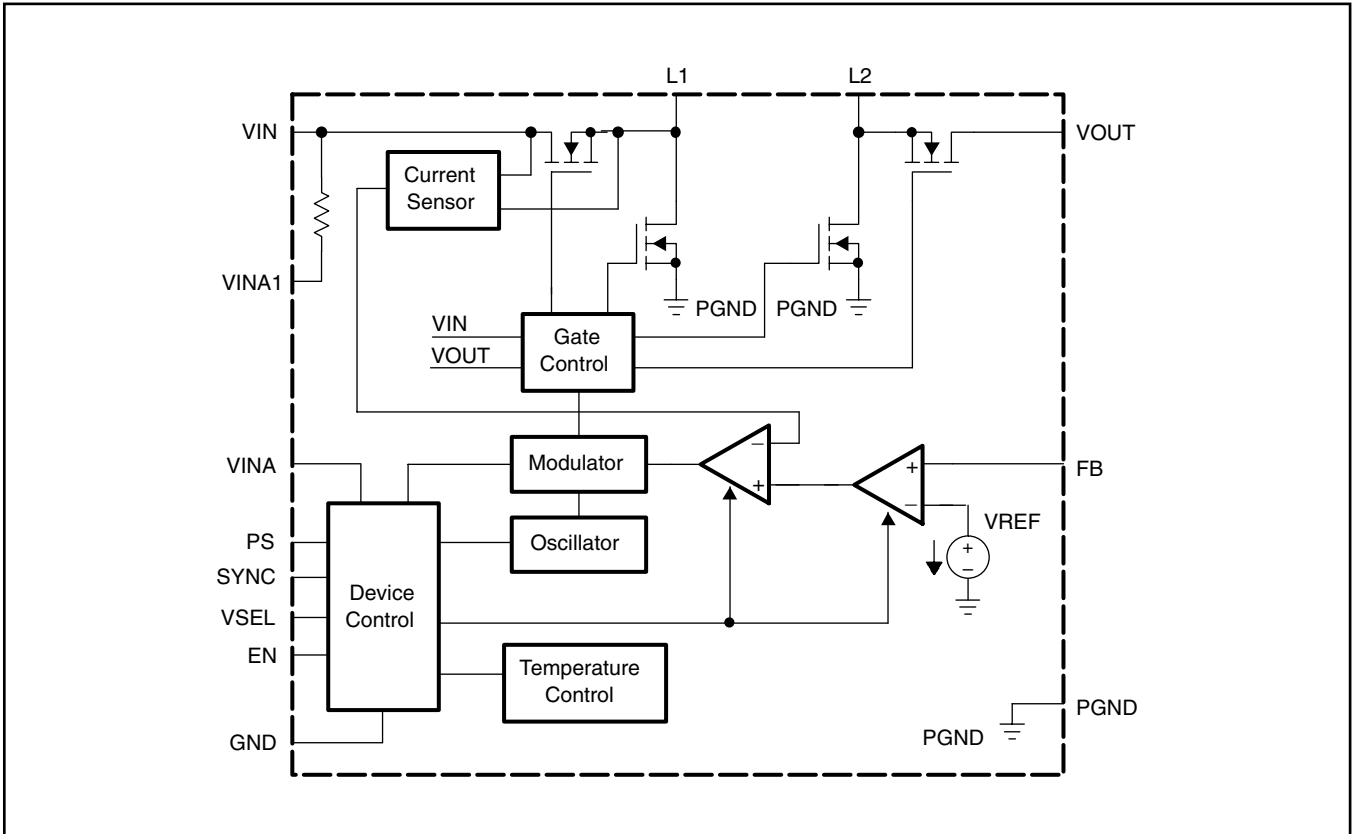 L1
L2
VIN
VOUT
Current
Sensor
VINA1
PGND
PGND
VIN
VOUT
Gate
Control
VINA
Modulator
−
+
+
−
FB
VREF
+
−
PS
SYNC
VSEL
EN
Oscillator
Device
Control
Temperature
Control
GND
PGND
PGND